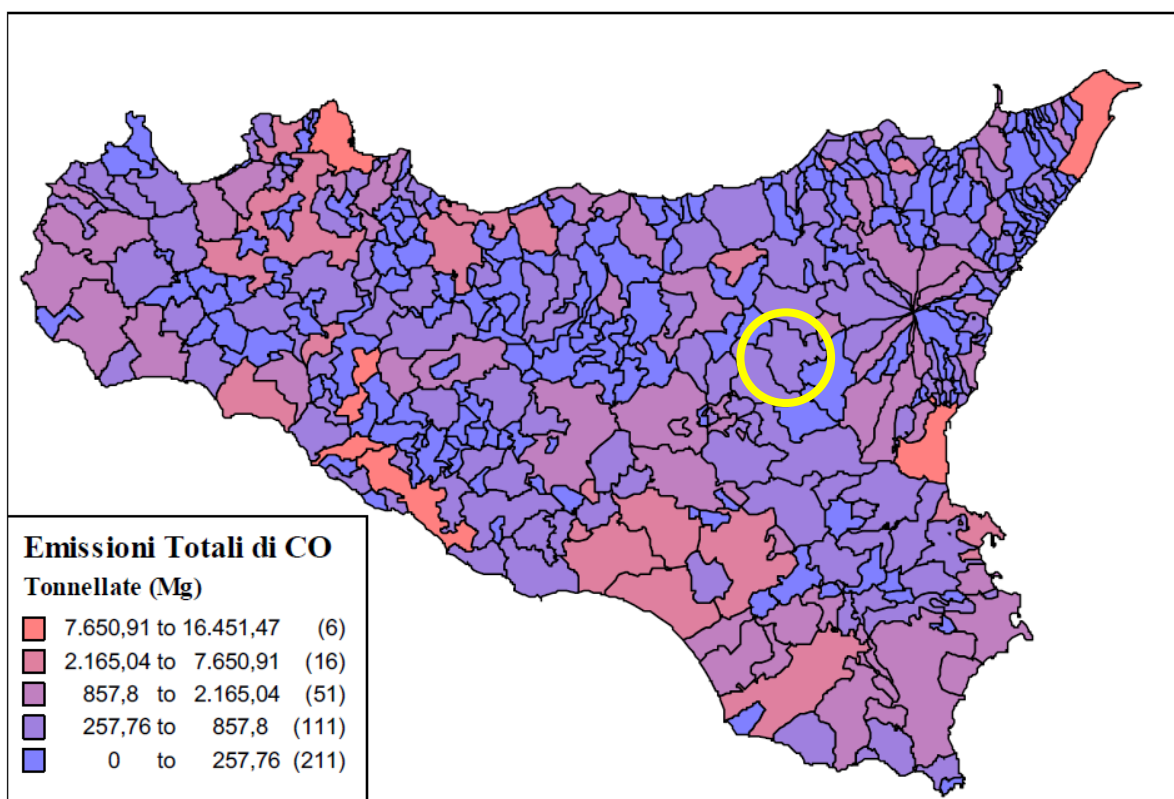 Emissioni Totali di CO
Tonnellate (Mg)
7.650,91 to 16.451,47 (6)
2.165,04 to 7.650,91 (16)
857,8 to 2.165,04 (51)
257,76 to 857,8 (111)
0 to 257,76 (211)